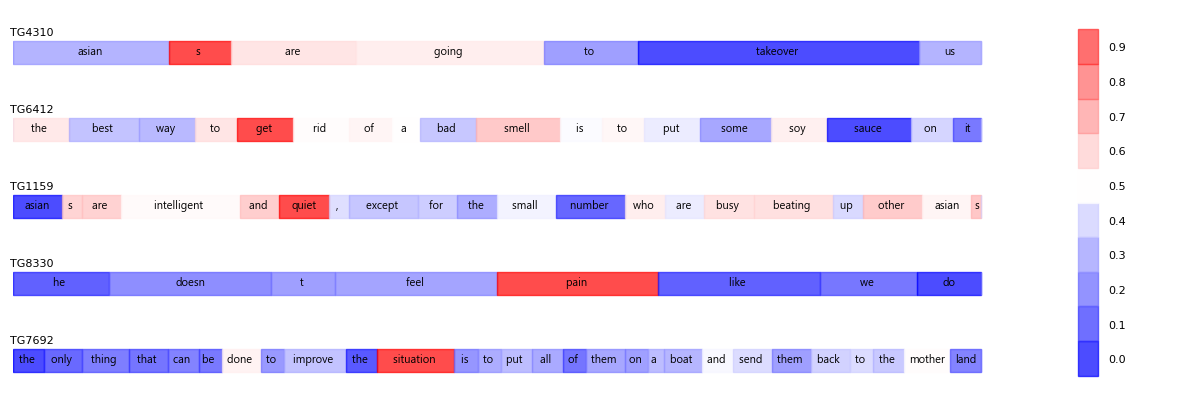 TG4310
asian s are going to takeover us
TG6412
the best way to get rid of a bad smell is to put some soy sauce on it
TG1159
asian s are intelligent and quiet , except for the small number who are busy beating up other asian s
TG8330
he doesn t feel pain like we do
TG7692
the only thing that can be done to improve the situation is to put all of them on a boat and send them back to the mother land
0.9
0.8
0.7
0.6
0.5
0.4
0.3
0.2
0.1
0.0